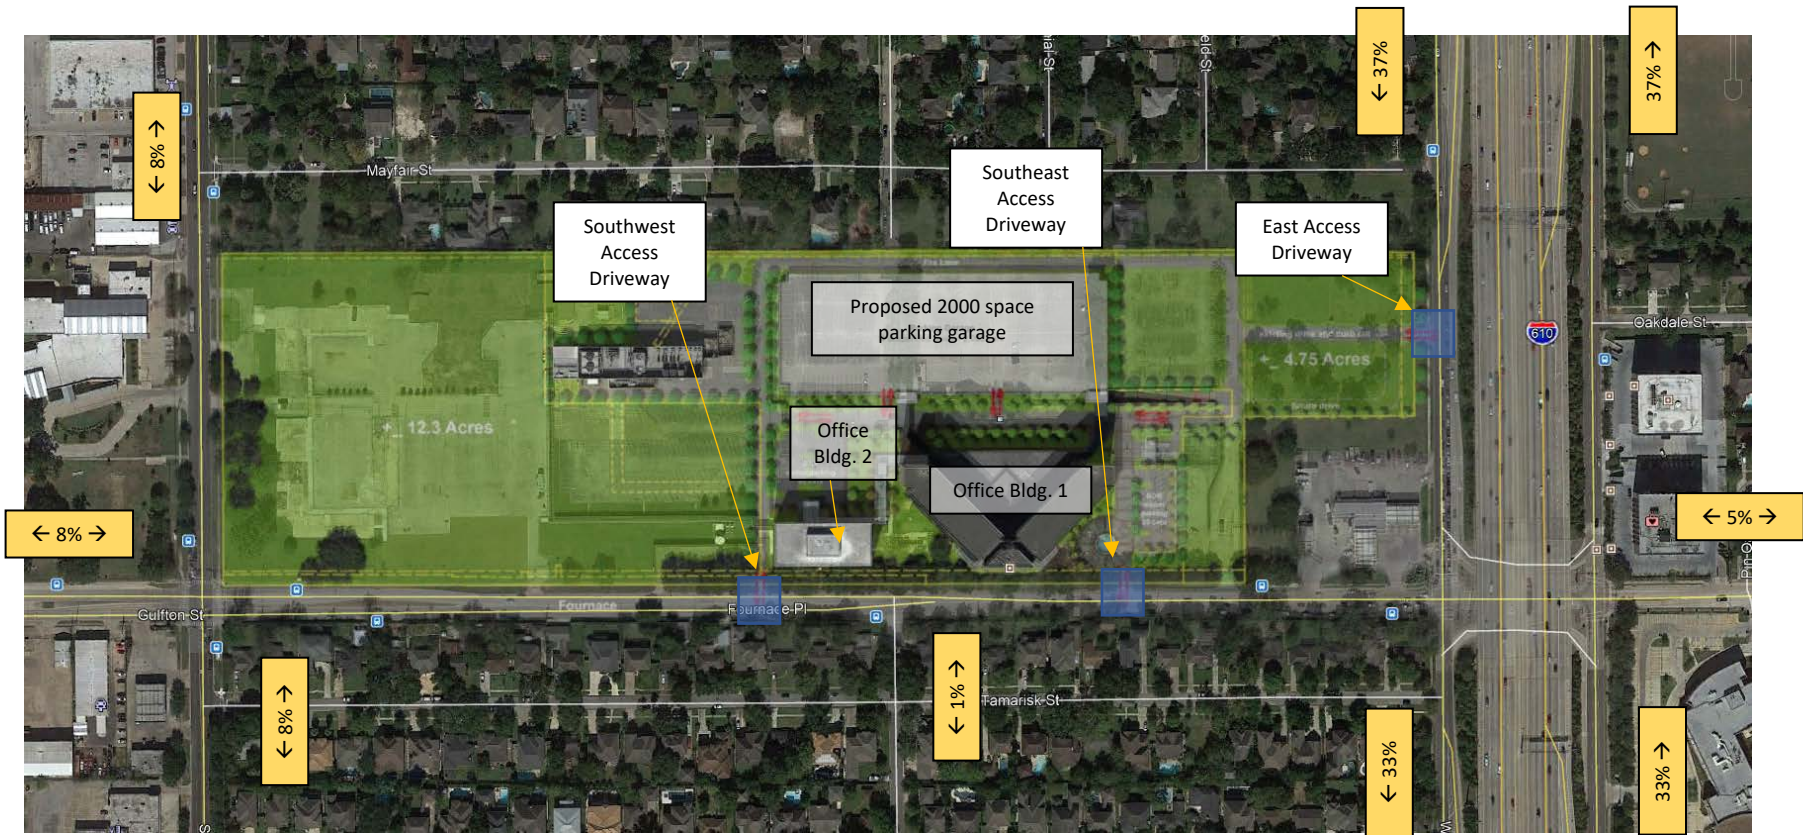 ← 37%
37% →
← 8% →
Mayfair St
Southwest
Access
Driveway
Southeast
Access
Driveway
East Access
Driveway
Fire Lane
Proposed 2000 space
parking garage
Oakdale St
610
+_ 4.75 Acres
+_ 12.3 Acres
Office
Bldg. 2
Office Bldg. 1
← 8% →
← 5% →
Fournace
Fournace Pl
Gulfton St
← 8% →
← 1% →
Tamarisk St
← 33%
33% →
S
W